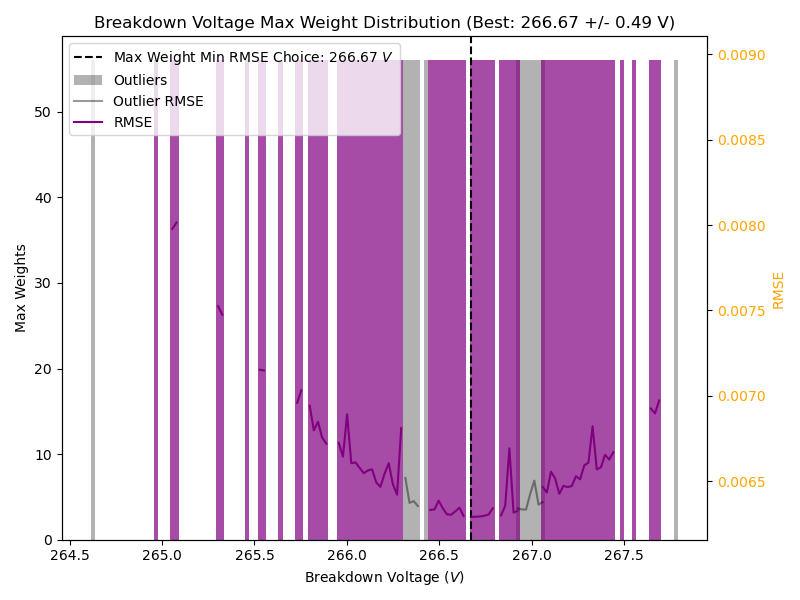 Breakdown Voltage Max Weight Distribution (Best: 266.67 +/- 0.49 V)
Max Weight Min RMSE Choice: 266.67 V
Outliers
Outlier RMSE
RMSE
Max Weights
50
40
30
20
10
0
0.0090
0.0085
0.0080
0.0075
0.0070
0.0065
RMSE
264.5 265.0 265.5 266.0 266.5 267.0 267.5
Breakdown Voltage (V)